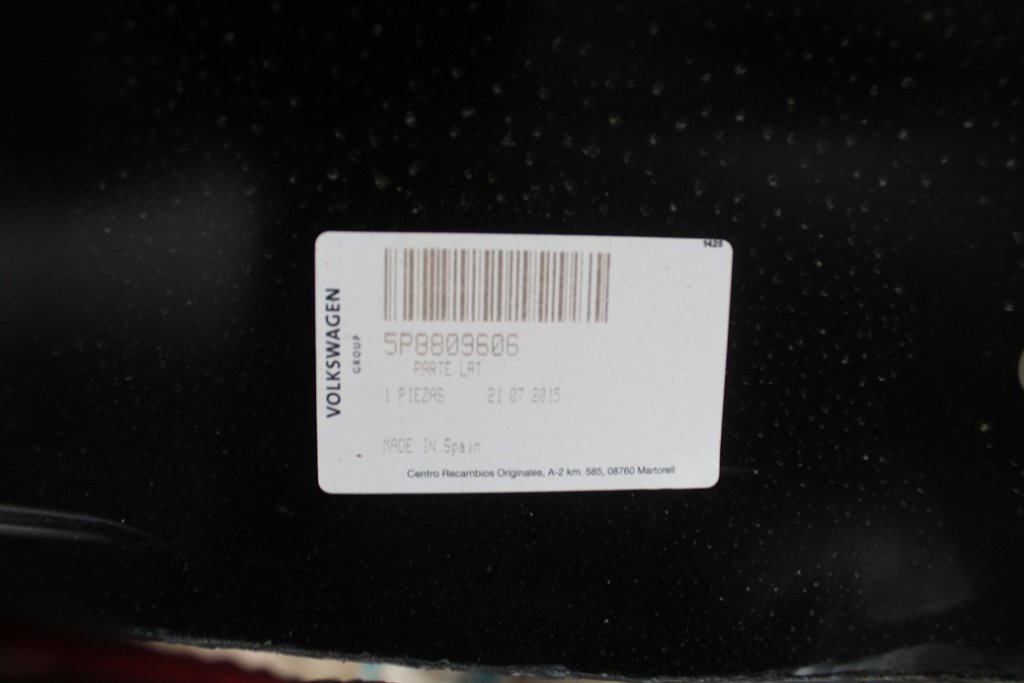 1425
VOLKSWAGEN
GROUP
5P8809606
PARTE LAT
1 PIEZAS 21 07 2015
MADE IN Spain
Centro Recambios Originales, A-2 km. 585, 08760 Martorell